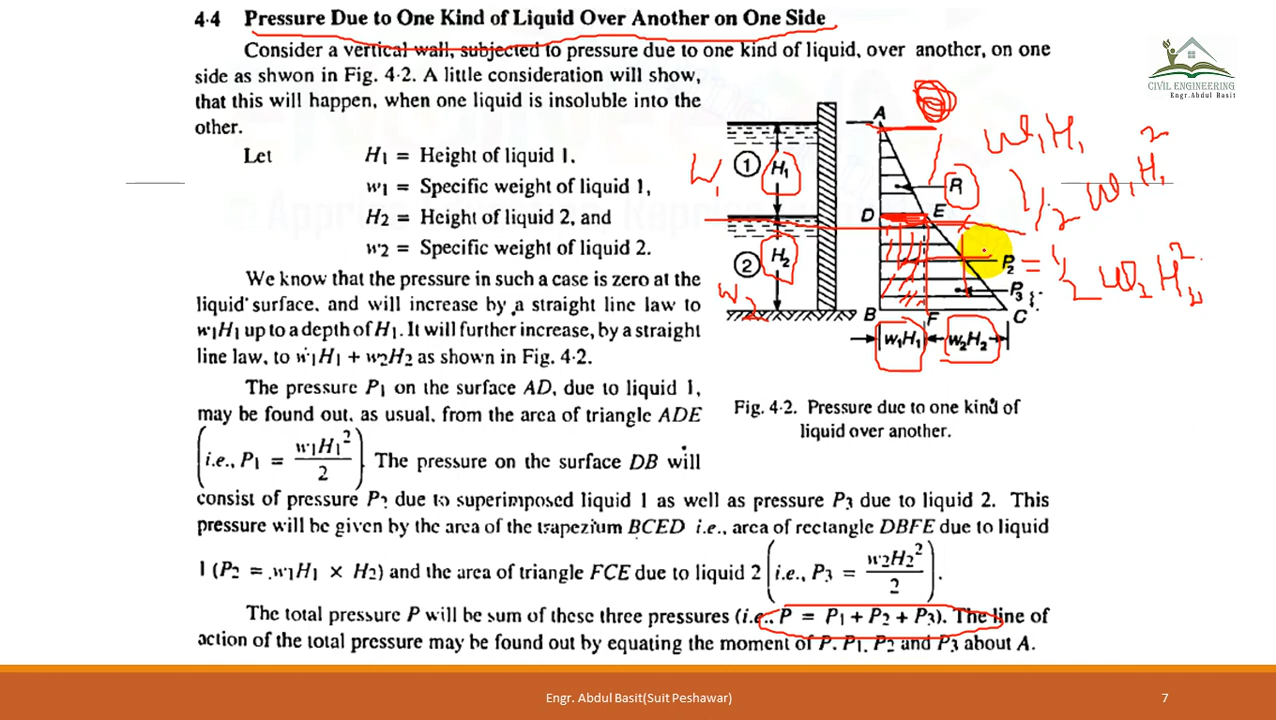 4·4 Pressure Due to One Kind of Liquid Over Another on One Side
Consider a vertical wall, subjected to pressure due to one kind of liquid, over another, on one
side as shwon in Fig. 4·2. A little consideration will show,
that this will happen, when one liquid is insoluble into the
other.
Let H1 = Height of liquid 1.
w1 = Specific weight of liquid 1,
H2 = Height of liquid 2, and
w2 = Specific weight of liquid 2.
We know that the pressure in such a case is zero at the
liquid surface, and will increase by a straight line law to
w1H1 up to a depth of H1. It will further increase, by a straight
line law, to w1H1 + w2H2 as shown in Fig. 4·2.
The pressure P1 on the surface AD, due to liquid 1,
may be found out, as usual, from the area of triangle ADE
(i.e., P1 = w1H1²/2) The pressure on the surface DB will
consist of pressure P2 due to superimposed liquid 1 as well as pressure P3 due to liquid 2. This
pressure will be given by the area of the trapezium BCED i.e., area of rectangle DBFE due to liquid
1 (P2 = w1H1 × H2) and the area of triangle FCE due to liquid 2 (i.e., P3 = w2H2²/2).
The total pressure P will be sum of these three pressures (i.e., P = P1 + P2 + P3). The line of
action of the total pressure may be found out by equating the moment of P, P1, P2 and P3 about A.
A
1 H1
R
D E
2 H2
P2
P3
B F C
w1H1 w2H2
Fig. 4·2. Pressure due to one kind of
liquid over another.
W1
W2
w1H1
1/2 w1H1²
= 1/2 w2H2²
CIVIL ENGINEERING
Engr.Abdul Basit
Engr. Abdul Basit(Suit Peshawar)
7